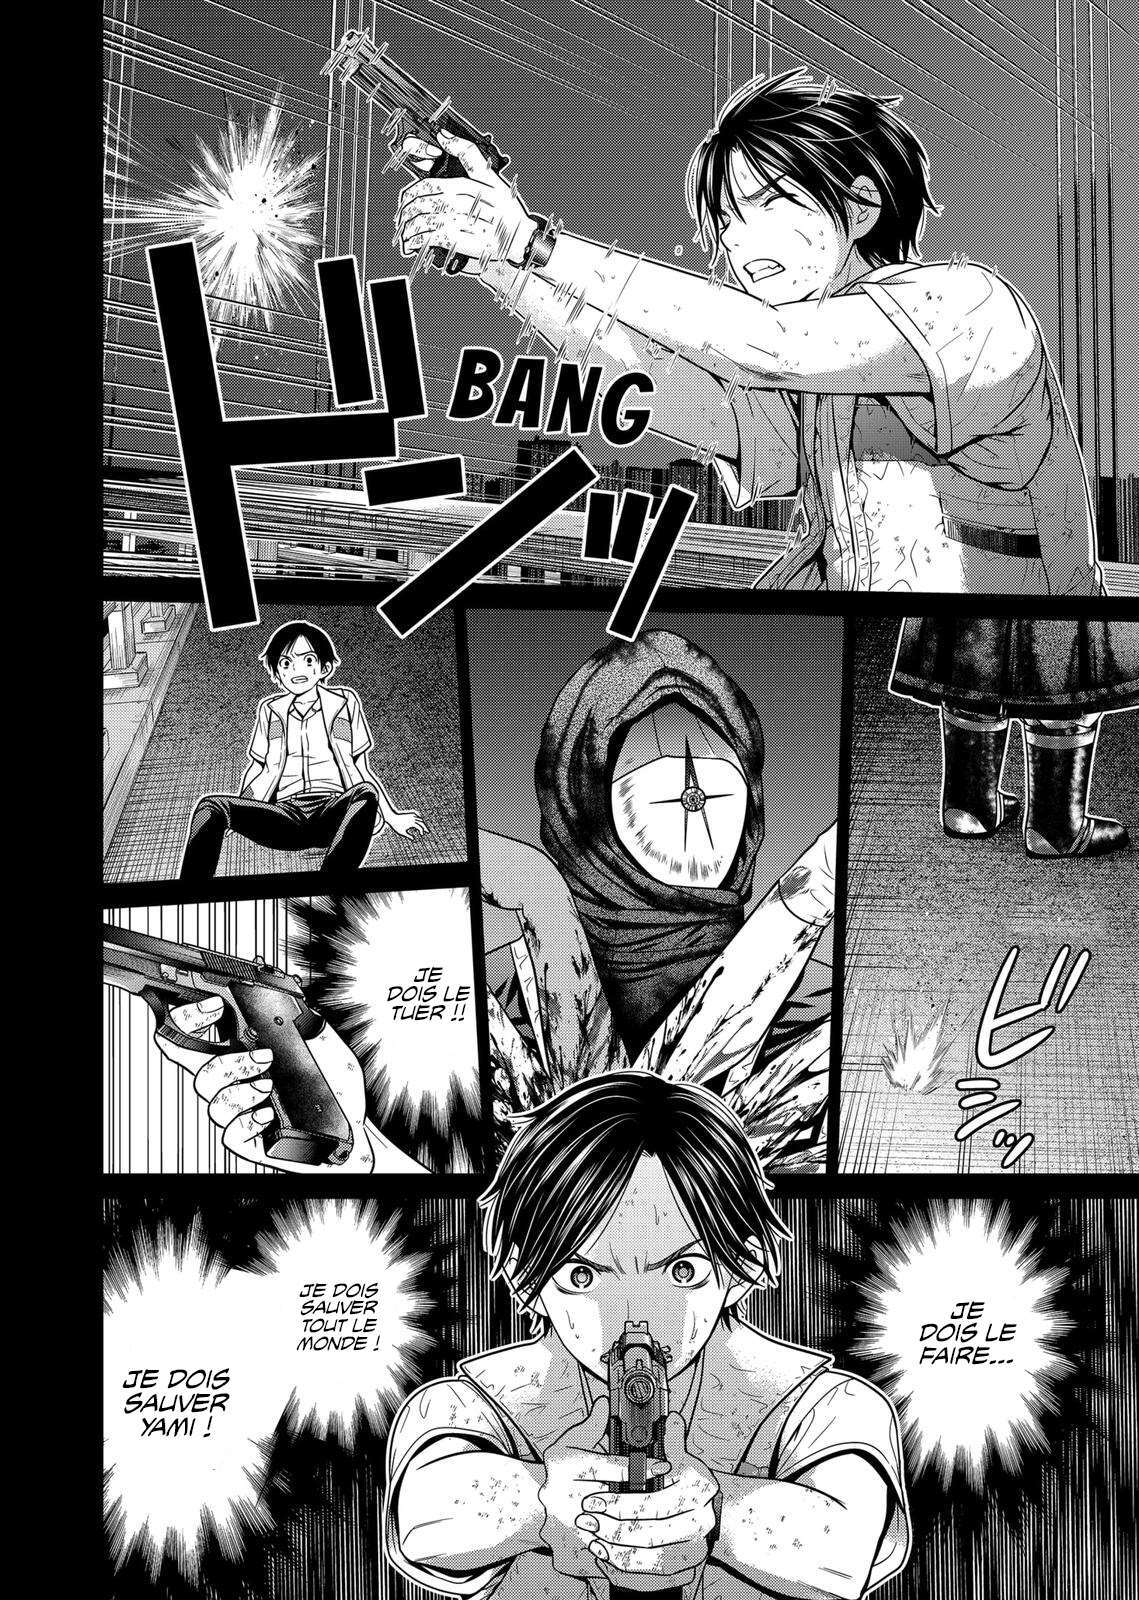 ドンッ
BANG
ビシッ
JE
DOIS LE
TUER !!
JE
DOIS LE
FAIRE...
JE DOIS
SAUVER
TOUT LE
MONDE !
JE DOIS
SAUVER
YAMI !